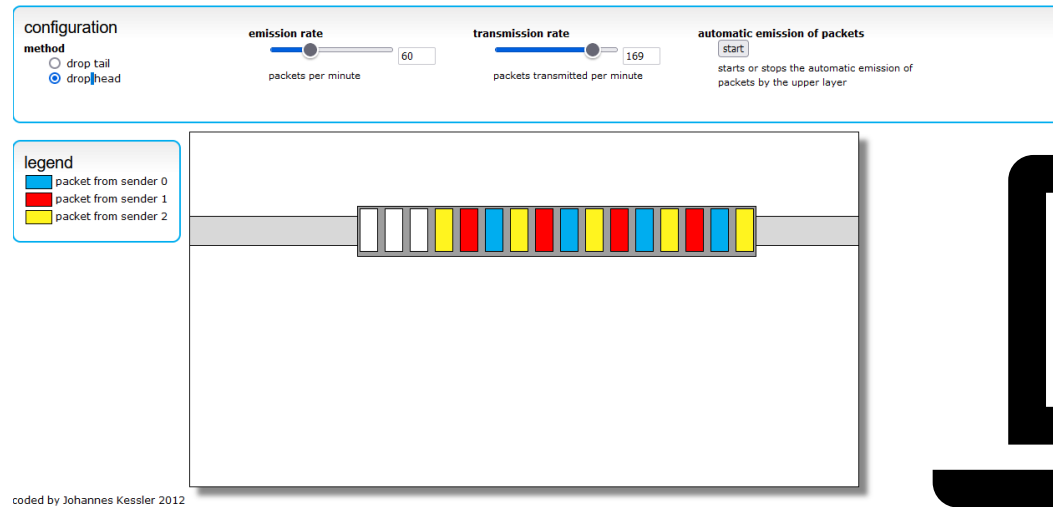 configuration
method
drop tail
drop head
emission rate
60
packets per minute
transmission rate
169
packets transmitted per minute
automatic emission of packets
start
starts or stops the automatic emission of
packets by the upper layer
legend
packet from sender 0
packet from sender 1
packet from sender 2
coded by Johannes Kessler 2012